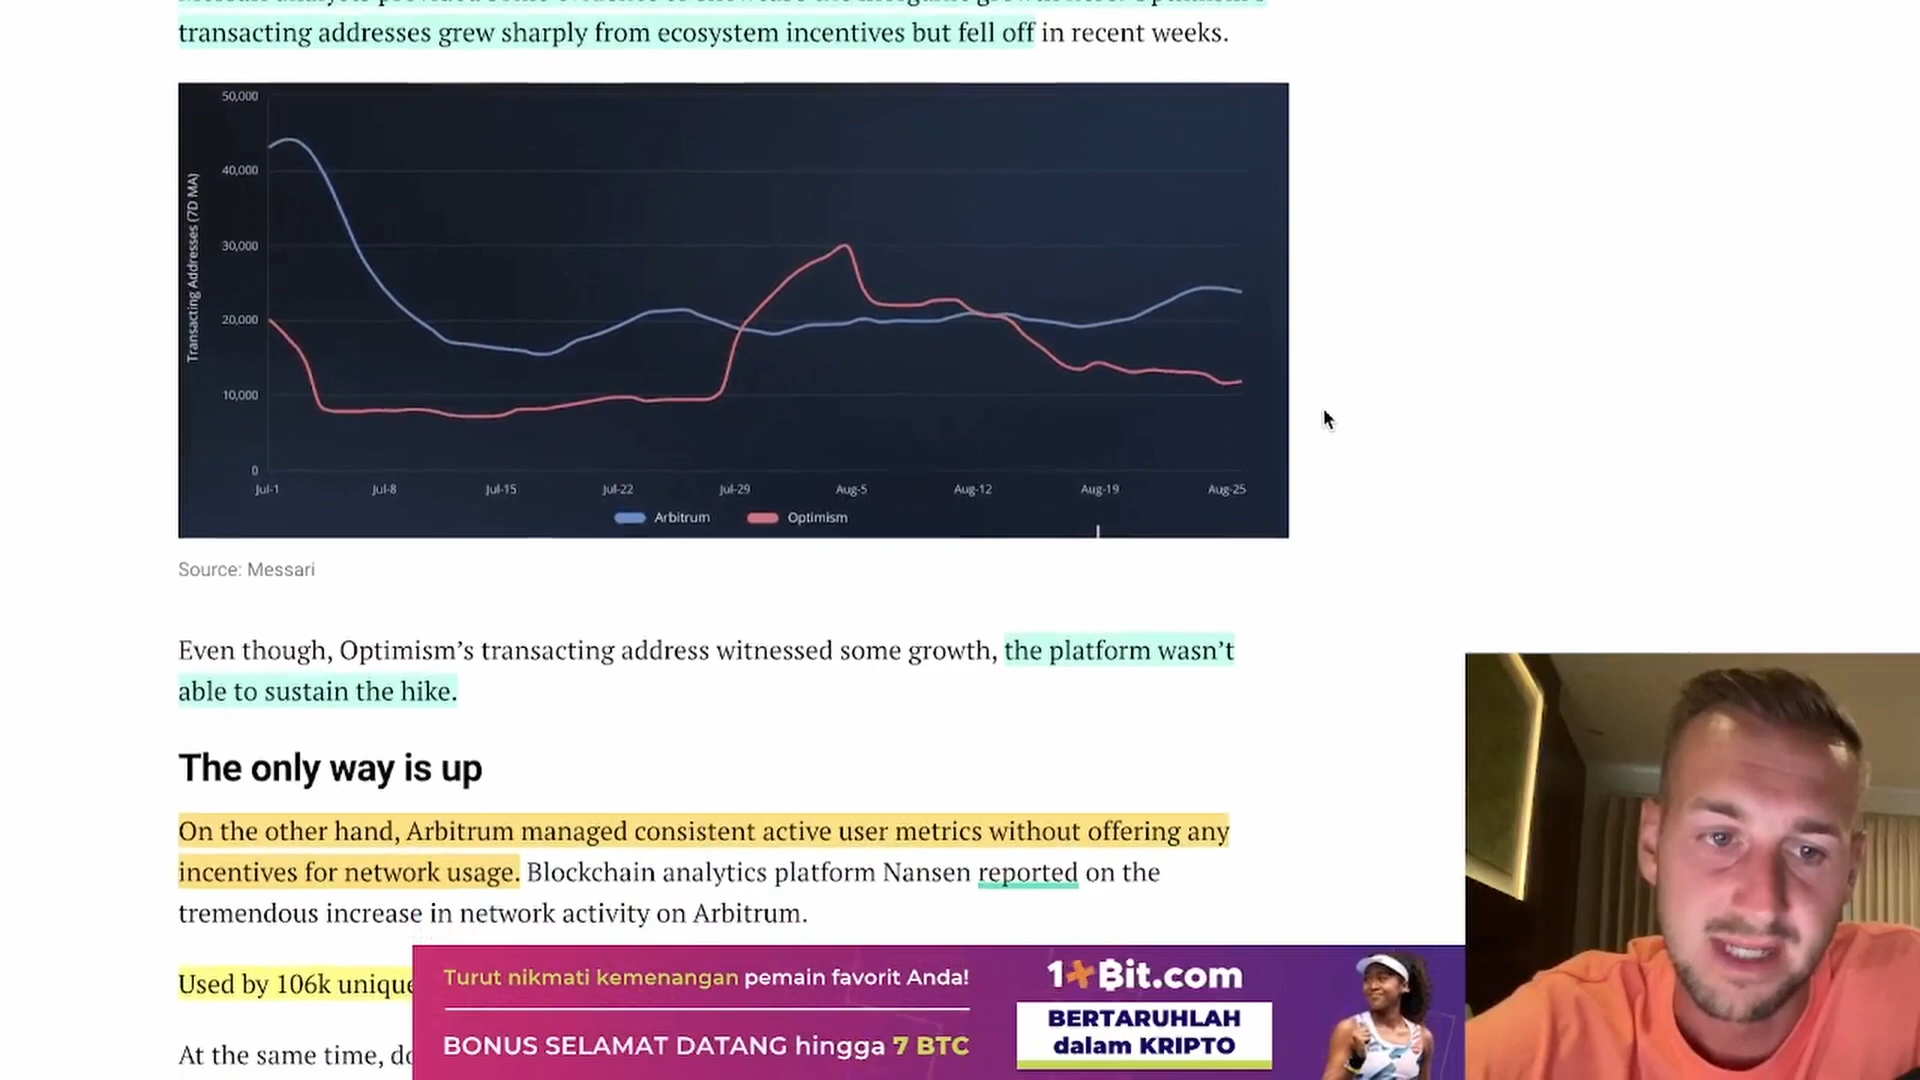 transacting addresses grew sharply from ecosystem incentives but fell off in recent weeks.
50,000
40,000
30,000
20,000
10,000
0
Transacting Addresses (7D MA)
Jul-1 Jul-8 Jul-15 Jul-22 Jul-29 Aug-5 Aug-12 Aug-19 Aug-25
Arbitrum Optimism
Source: Messari
Even though, Optimism’s transacting address witnessed some growth, the platform wasn’t
able to sustain the hike.
The only way is up
On the other hand, Arbitrum managed consistent active user metrics without offering any
incentives for network usage. Blockchain analytics platform Nansen reported on the
tremendous increase in network activity on Arbitrum.
Used by 106k unique
At the same time,
Turut nikmati kemenangan pemain favorit Anda!
BONUS SELAMAT DATANG hingga 7 BTC
1xBit.com
BERTARUHLAH
dalam KRIPTO